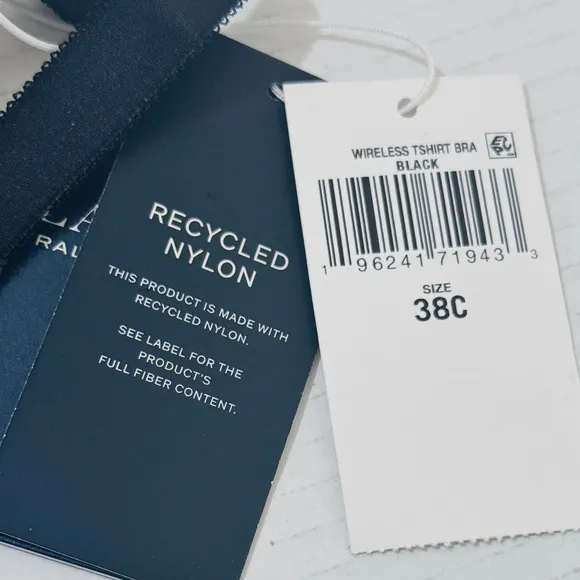 RECYCLED
NYLON
THIS PRODUCT IS MADE WITH
RECYCLED NYLON.
SEE LABEL FOR THE
PRODUCT'S
FULL FIBER CONTENT.
WIRELESS TSHIRT BRA
BLACK
1 96241 71943 3
SIZE
38C